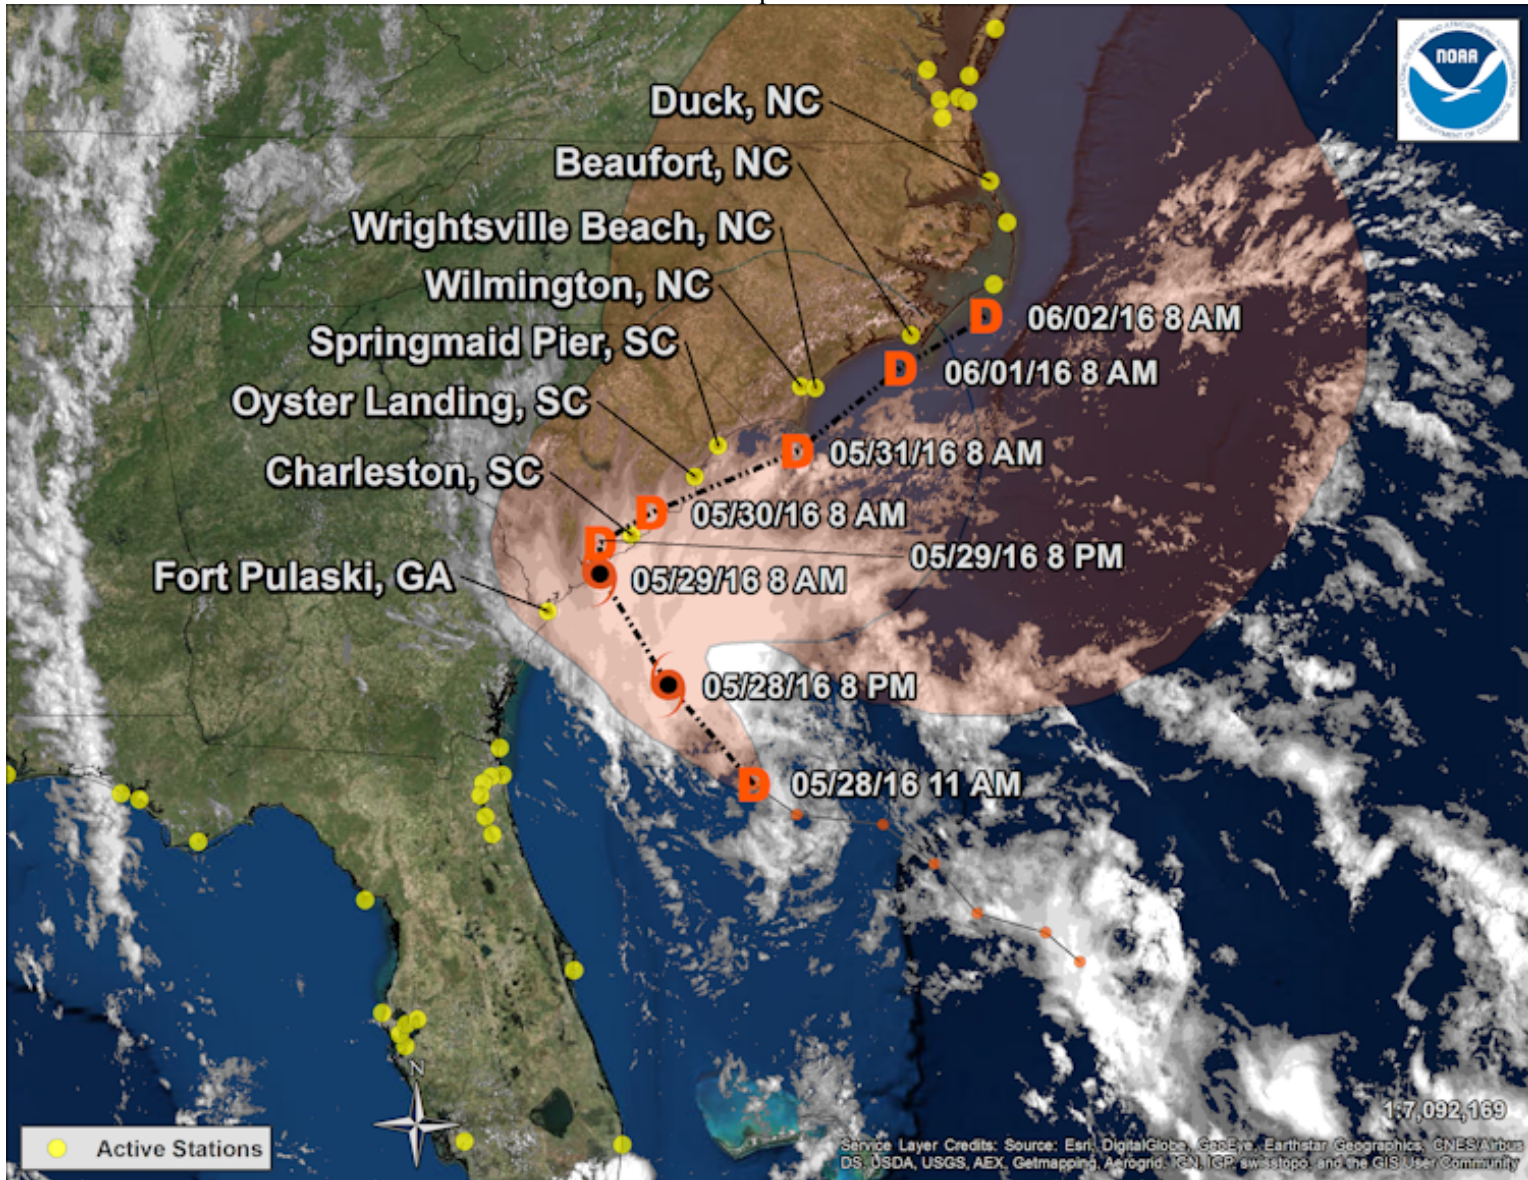 NOAA
Duck, NC
Beaufort, NC
Wrightsville Beach, NC
Wilmington, NC
Springmaid Pier, SC
Oyster Landing, SC
Charleston, SC
Fort Pulaski, GA
D 06/02/16 8 AM
D 06/01/16 8 AM
D 05/31/16 8 AM
D 05/30/16 8 AM
D 05/29/16 8 PM
05/29/16 8 AM
05/28/16 8 PM
D 05/28/16 11 AM
N
1:7,092,169
Active Stations
Service Layer Credits: Source: Esri, DigitalGlobe, GeoEye, Earthstar Geographics, CNES/Airbus
DS, USDA, USGS, AEX, Getmapping, Aerogrid, IGN, IGP, swisstopo, and the GIS User Community